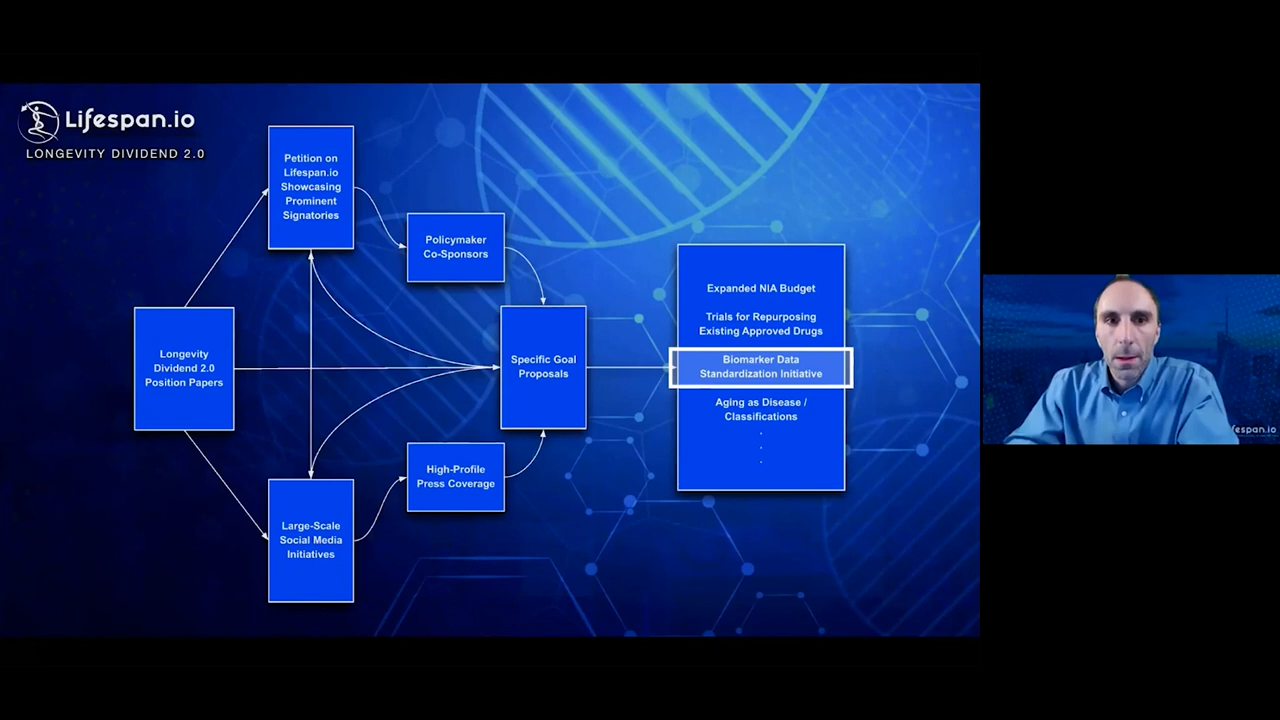 Lifespan.io
LONGEVITY DIVIDEND 2.0
Petition on
Lifespan.io
Showcasing
Prominent
Signatories
Policymaker
Co-Sponsors
Longevity
Dividend 2.0
Position Papers
Specific Goal
Proposals
High-Profile
Press Coverage
Large-Scale
Social Media
Initiatives
Expanded NIA Budget
Trials for Repurposing
Existing Approved Drugs
Biomarker Data
Standardization Initiative
Aging as Disease /
Classifications
.
.
.
fespan.io